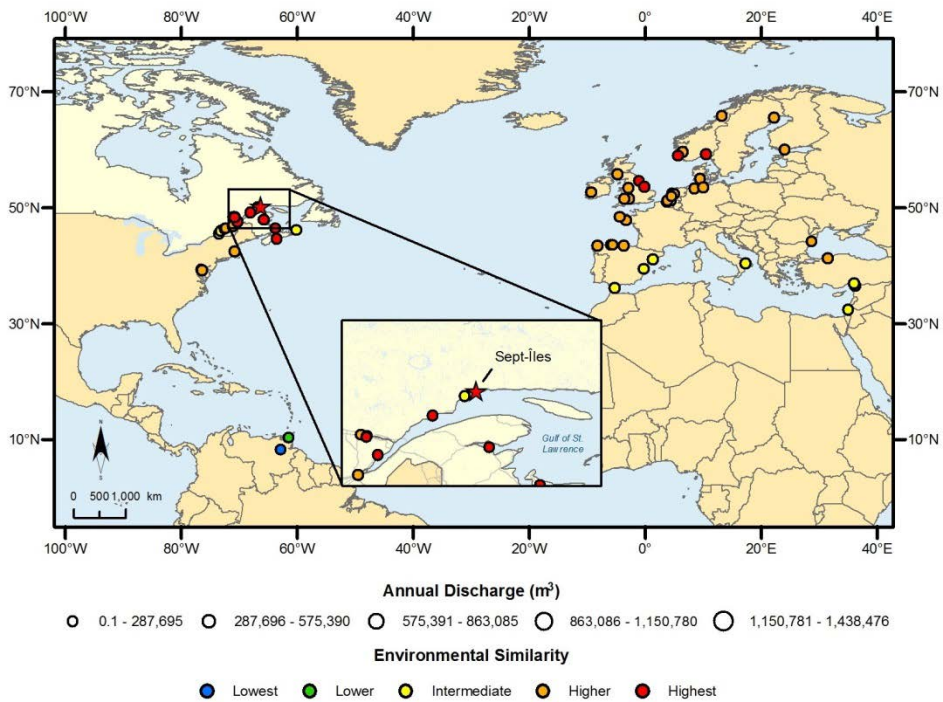 100°W 80°W 60°W 40°W 20°W 0° 20°E 40°E
70°N 70°N
50°N 50°N
30°N 30°N
Sept-Îles
Gulf of St.
Lawrence
10°N 10°N
N
0 500 1,000 km
100°W 80°W 60°W 40°W 20°W 0° 20°E 40°E
Annual Discharge (m³)
0.1 - 287,695 287,696 - 575,390 575,391 - 863,085 863,086 - 1,150,780 1,150,781 - 1,438,476
Environmental Similarity
Lowest Lower Intermediate Higher Highest